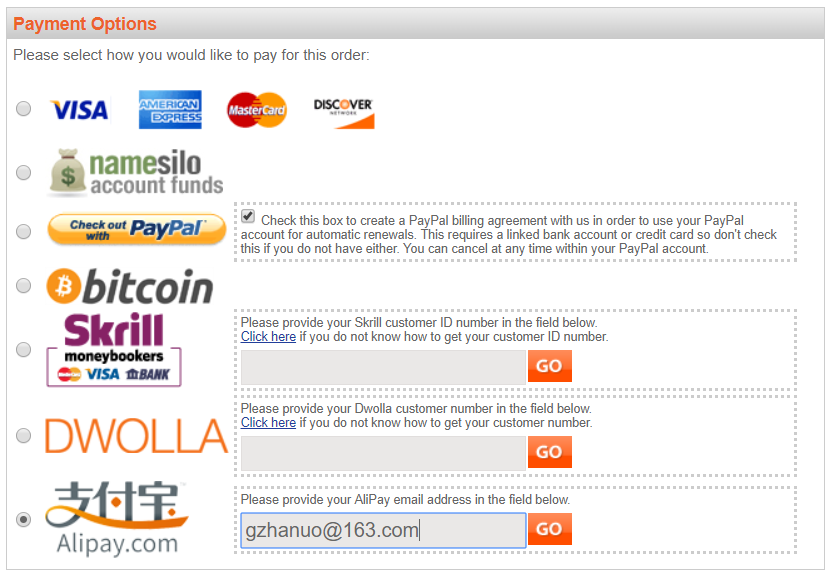 Payment Options
Please select how you would like to pay for this order:
VISA AMERICAN EXPRESS MasterCard DISCOVER NETWORK
namesilo
account funds
Check out with PayPal
Check this box to create a PayPal billing agreement with us in order to use your PayPal
account for automatic renewals. This requires a linked bank account or credit card so don't check
this if you do not have either. You can cancel at any time within your PayPal account.
bitcoin
Skrill
moneybookers
MasterCard VISA BANK
Please provide your Skrill customer ID number in the field below.
Click here if you do not know how to get your customer ID number.
GO
DWOLLA
Please provide your Dwolla customer number in the field below.
Click here if you do not know how to get your customer number.
GO
支付宝
Alipay.com
Please provide your AliPay email address in the field below.
gzhanuo@163.com GO